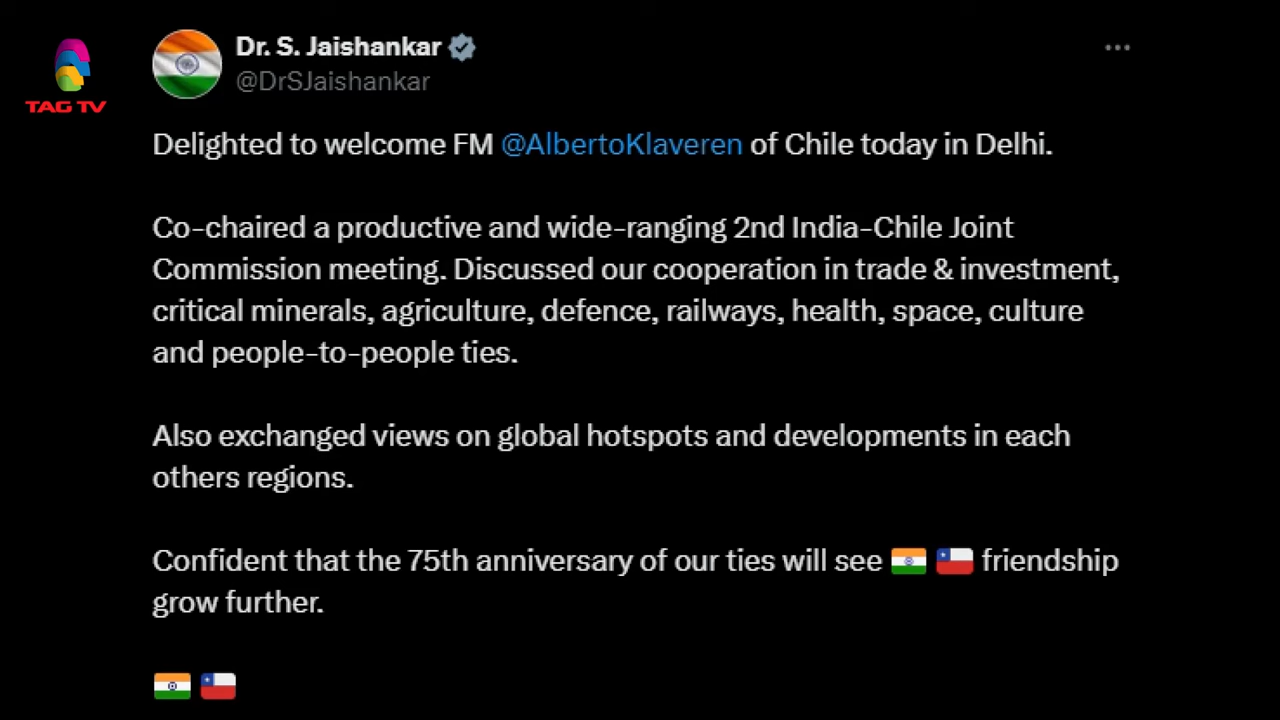 TAG TV
Dr. S. Jaishankar
@DrSJaishankar
Delighted to welcome FM @AlbertoKlaveren of Chile today in Delhi.
Co-chaired a productive and wide-ranging 2nd India-Chile Joint
Commission meeting. Discussed our cooperation in trade & investment,
critical minerals, agriculture, defence, railways, health, space, culture
and people-to-people ties.
Also exchanged views on global hotspots and developments in each
others regions.
Confident that the 75th anniversary of our ties will see 🇮🇳 🇨🇱 friendship
grow further.
🇮🇳 🇨🇱